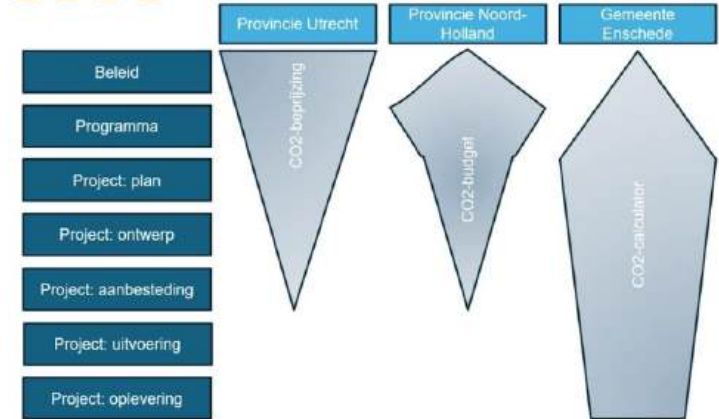 Provincie Utrecht
Provincie Noord-
Holland
Gemeente
Enschede
Beleid
Programma
Project: plan
Project: ontwerp
Project: aanbesteding
Project: uitvoering
Project: oplevering
CO2-beprijzing
CO2-budget
CO2-calculator